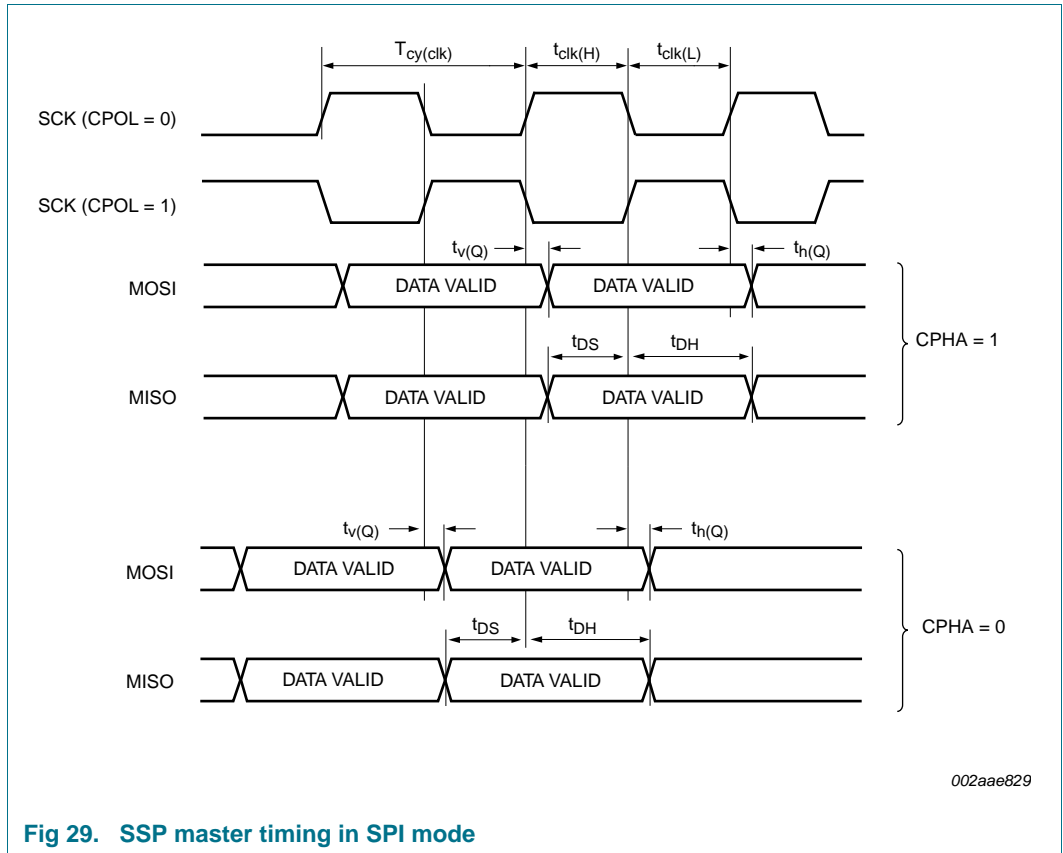 Tcy(clk) tclk(H) tclk(L)
SCK (CPOL = 0)
SCK (CPOL = 1)
tv(Q) th(Q)
MOSI DATA VALID DATA VALID
CPHA = 1
tDS tDH
MISO DATA VALID DATA VALID
tv(Q) th(Q)
MOSI DATA VALID DATA VALID
CPHA = 0
tDS tDH
MISO DATA VALID DATA VALID
002aae829
Fig 29. SSP master timing in SPI mode